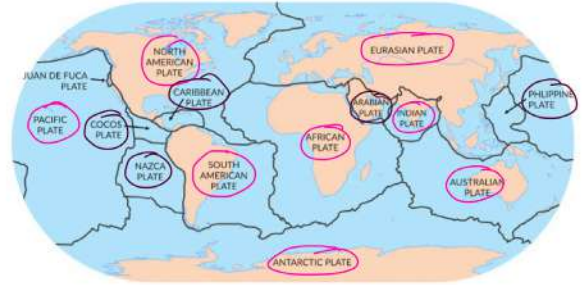 NORTH
AMERICAN
PLATE
EURASIAN PLATE
JUAN DE FUCA
PLATE
CARIBBEAN
PLATE
ARABIAN
PLATE
INDIAN
PLATE
PHLIPPINE
PLATE
PACIFIC
PLATE
COCOS
PLATE
AFRICAN
PLATE
NAZCA
PLATE
SOUTH
AMERICAN
PLATE
AUSTRALIAN
PLATE
ANTARCTIC PLATE